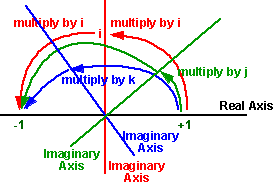 multiply by i
multiply by i
i
multiply by j
multiply by k
Real Axis
-1
+1
Imaginary
Axis
Imaginary
Axis
Imaginary
Axis